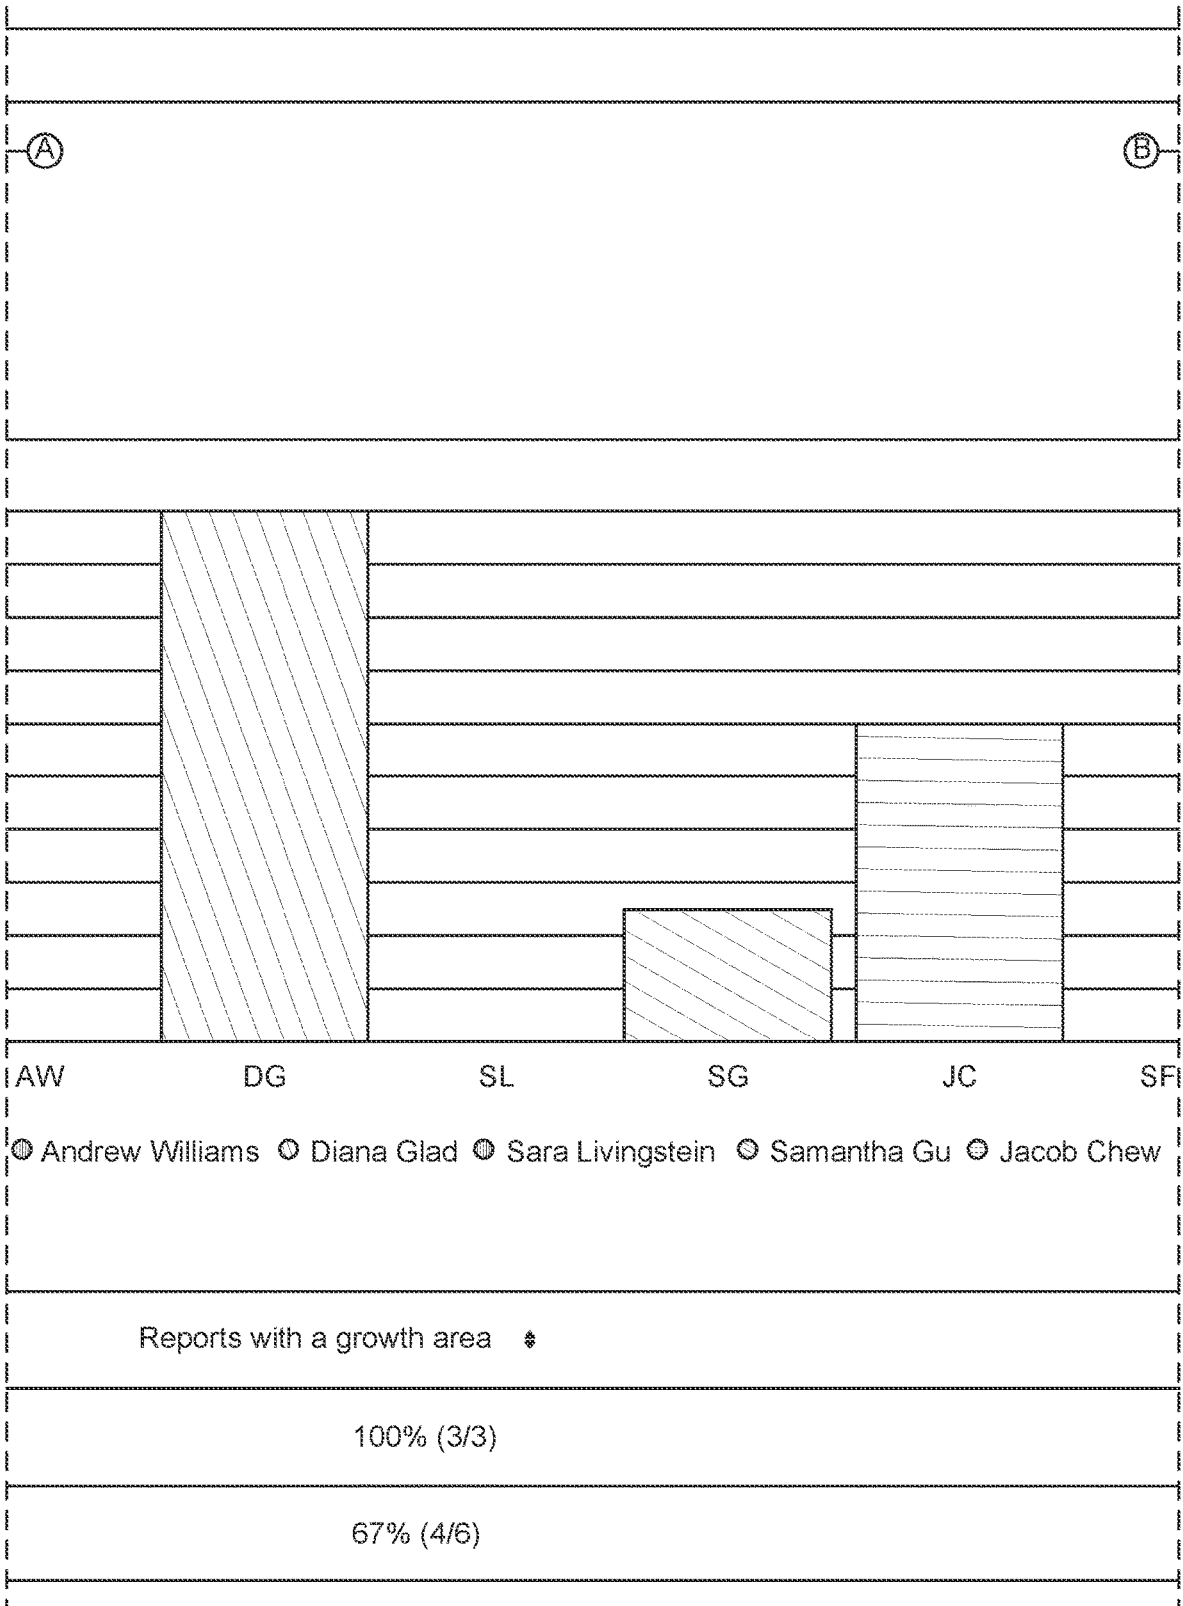 A B
AW DG SL SG JC SF
Andrew Williams Diana Glad Sara Livingstein Samantha Gu Jacob Chew
Reports with a growth area
100% (3/3)
67% (4/6)